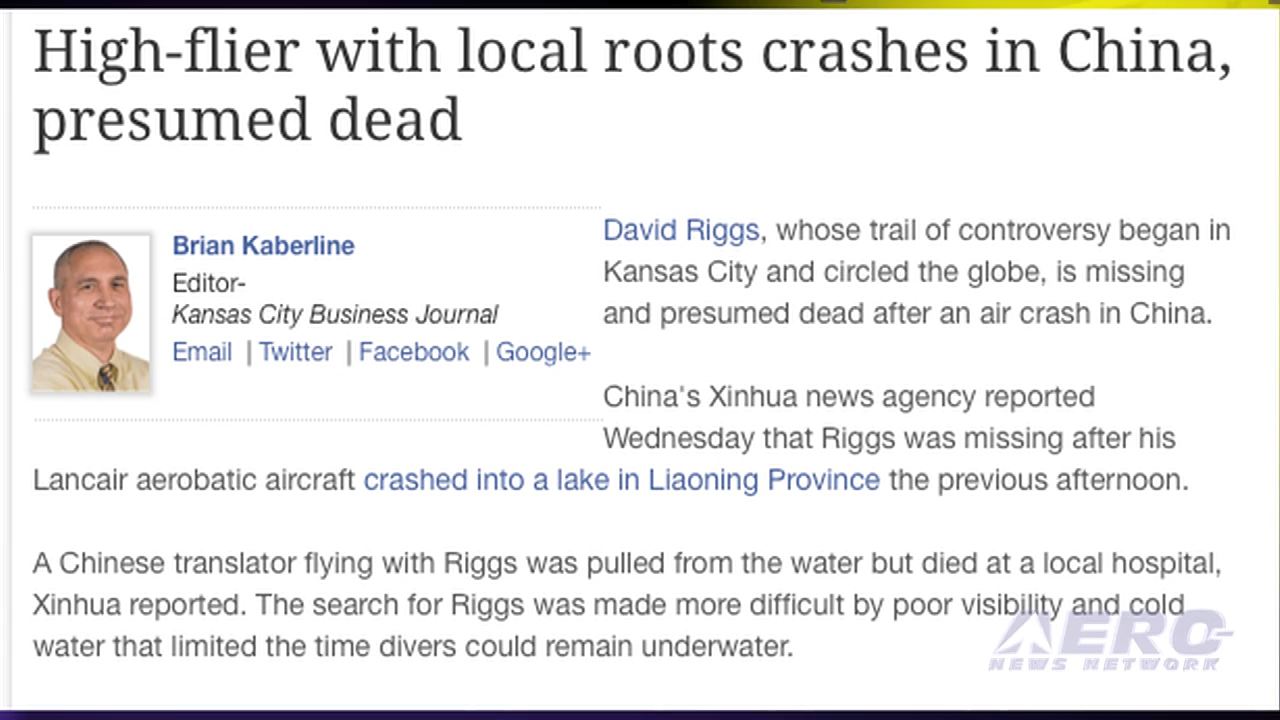 High-flier with local roots crashes in China,
presumed dead
Brian Kaberline
Editor-
Kansas City Business Journal
Email | Twitter | Facebook | Google+
David Riggs, whose trail of controversy began in
Kansas City and circled the globe, is missing
and presumed dead after an air crash in China.
China's Xinhua news agency reported
Wednesday that Riggs was missing after his
Lancair aerobatic aircraft crashed into a lake in Liaoning Province the previous afternoon.
A Chinese translator flying with Riggs was pulled from the water but died at a local hospital,
Xinhua reported. The search for Riggs was made more difficult by poor visibility and cold
water that limited the time divers could remain underwater.
AERO
NEWS NETWORK